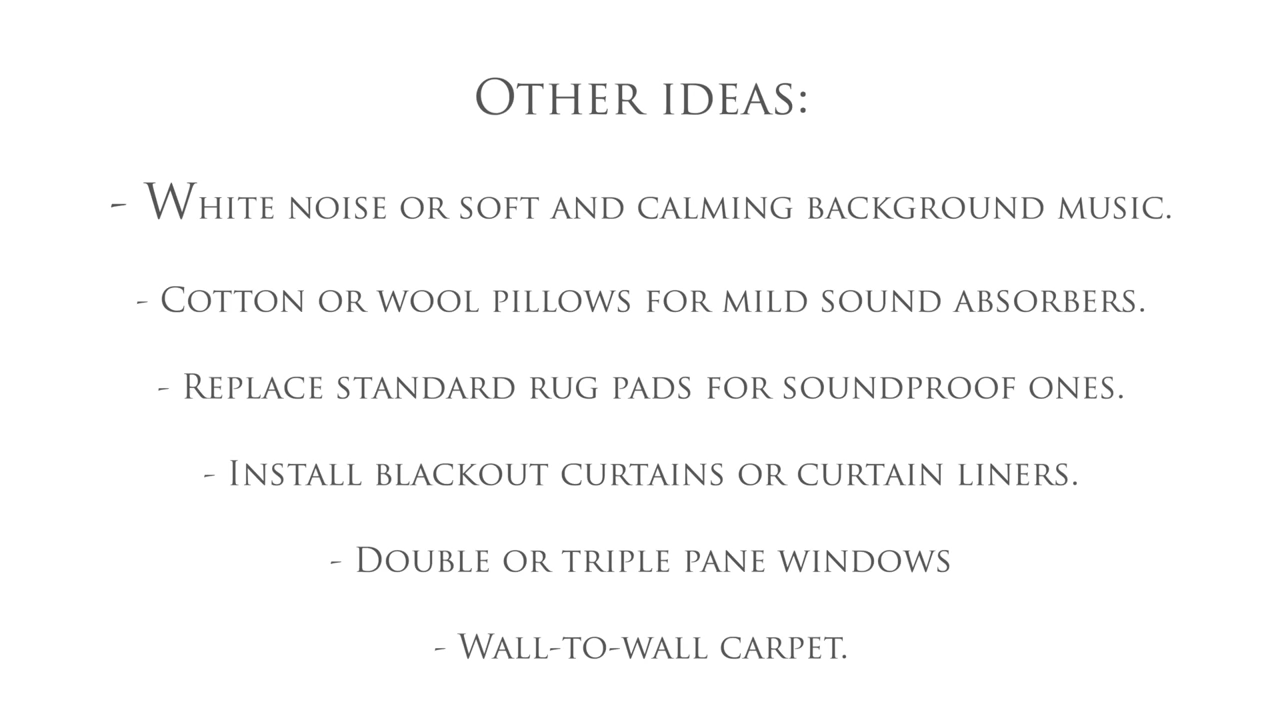 Other ideas:
- White noise or soft and calming background music.
- Cotton or wool pillows for mild sound absorbers.
- Replace standard rug pads for soundproof ones.
- Install blackout curtains or curtain liners.
- Double or triple pane windows
- Wall-to-wall carpet.